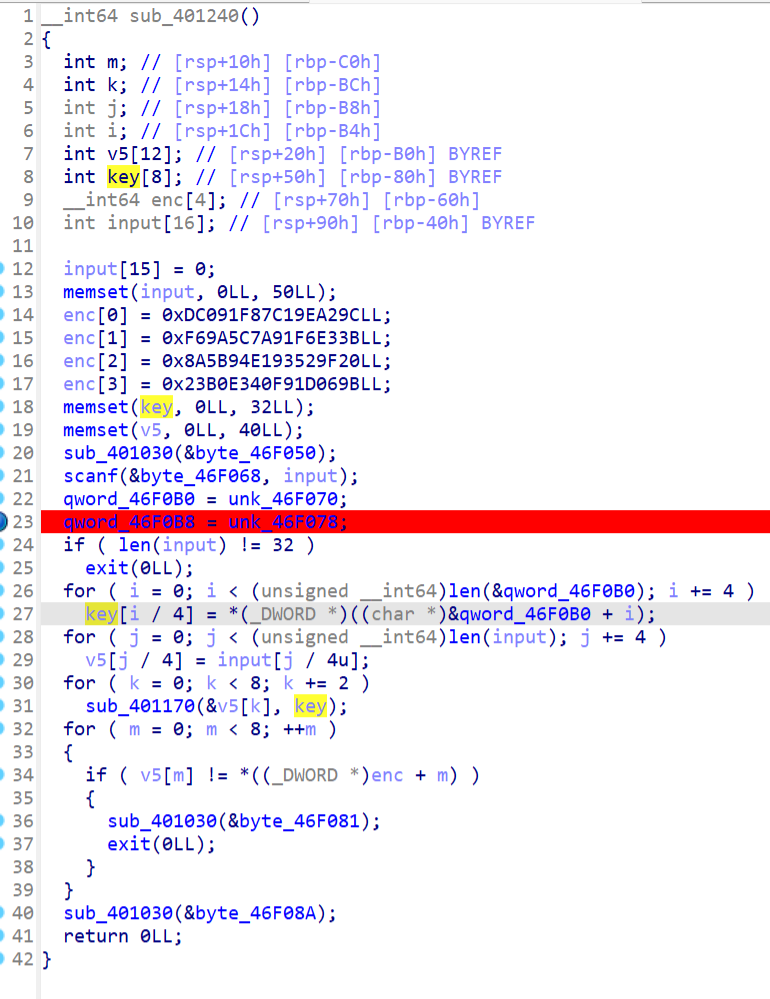 1 __int64 sub_401240()
2 {
3 int m; // [rsp+10h] [rbp-C0h]
4 int k; // [rsp+14h] [rbp-BCh]
5 int j; // [rsp+18h] [rbp-B8h]
6 int i; // [rsp+1Ch] [rbp-B4h]
7 int v5[12]; // [rsp+20h] [rbp-B0h] BYREF
8 int key[8]; // [rsp+50h] [rbp-80h] BYREF
9 __int64 enc[4]; // [rsp+70h] [rbp-60h]
10 int input[16]; // [rsp+90h] [rbp-40h] BYREF
11
12 input[15] = 0;
13 memset(input, 0LL, 50LL);
14 enc[0] = 0xDC091F87C19EA29CLL;
15 enc[1] = 0xF69A5C7A91F6E33BLL;
16 enc[2] = 0x8A5B94E193529F20LL;
17 enc[3] = 0x23B0E340F91D069BLL;
18 memset(key, 0LL, 32LL);
19 memset(v5, 0LL, 40LL);
20 sub_401030(&byte_46F050);
21 scanf(&byte_46F068, input);
22 qword_46F0B0 = unk_46F070;
23 qword_46F0B8 = unk_46F078;
24 if ( len(input) != 32 )
25 exit(0LL);
26 for ( i = 0; i < (unsigned __int64)len(&qword_46F0B0); i += 4 )
27 key[i / 4] = *(_DWORD *)((char *)&qword_46F0B0 + i);
28 for ( j = 0; j < (unsigned __int64)len(input); j += 4 )
29 v5[j / 4] = input[j / 4u];
30 for ( k = 0; k < 8; k += 2 )
31 sub_401170(&v5[k], key);
32 for ( m = 0; m < 8; ++m )
33 {
34 if ( v5[m] != *((_DWORD *)enc + m) )
35 {
36 sub_401030(&byte_46F081);
37 exit(0LL);
38 }
39 }
40 sub_401030(&byte_46F08A);
41 return 0LL;
42 }